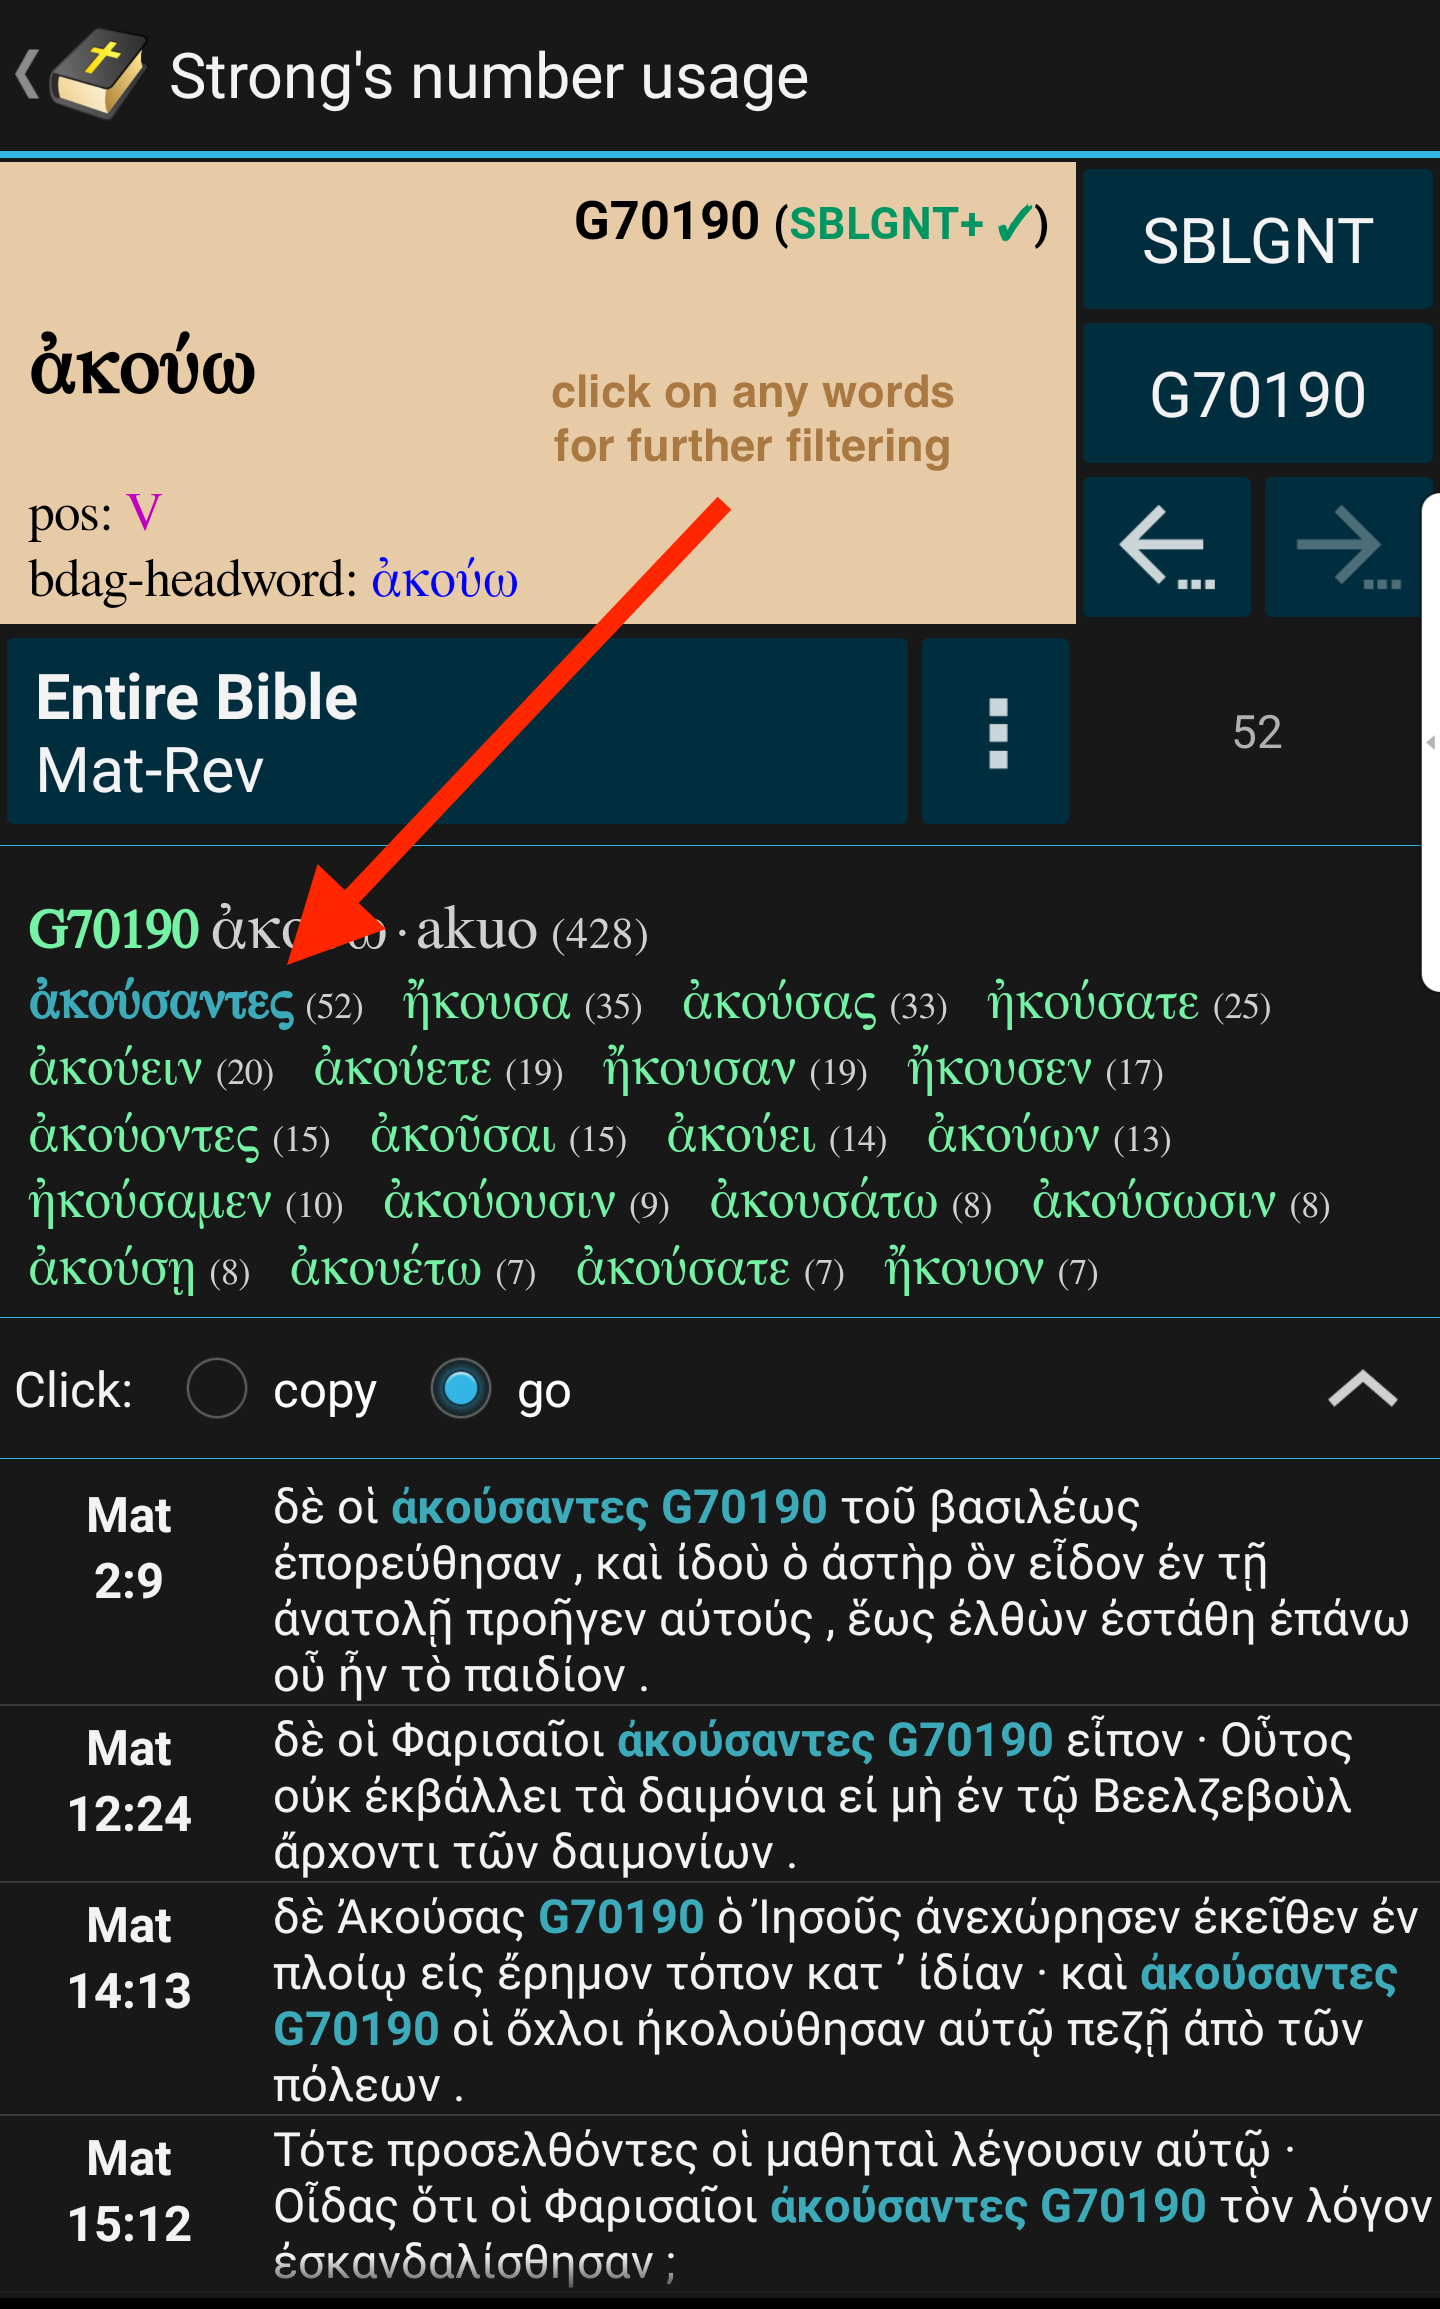 Strong's number usage
G70190 (SBLGNT+ ✓)
SBLGNT
ἀκούω
click on any words
for further filtering
G70190
pos: V
bdag-headword: ἀκούω
Entire Bible
Mat-Rev
52
G70190 · akuo (428)
ἀκούσαντες (52) ἤκουσα (35) ἀκούσας (33) ἠκούσατε (25)
ἀκούειν (20) ἀκούετε (19) ἤκουσαν (19) ἤκουσεν (17)
ἀκούοντες (15) ἀκοῦσαι (15) ἀκούει (14) ἀκούων (13)
ἠκούσαμεν (10) ἀκούουσιν (9) ἀκουσάτω (8) ἀκούσωσιν (8)
ἀκούσῃ (8) ἀκουέτω (7) ἀκούσατε (7) ἤκουον (7)
Click: copy go
Mat
2:9
δὲ οἱ ἀκούσαντες G70190 τοῦ βασιλέως
ἐπορεύθησαν , καὶ ἰδοὺ ὁ ἀστὴρ ὃν εἶδον ἐν τῇ
ἀνατολῇ προῆγεν αὐτούς , ἕως ἐλθὼν ἐστάθη ἐπάνω
οὗ ἦν τὸ παιδίον .
Mat
12:24
δὲ οἱ Φαρισαῖοι ἀκούσαντες G70190 εἶπον · Οὗτος
οὐκ ἐκβάλλει τὰ δαιμόνια εἰ μὴ ἐν τῷ Βεελζεβοὺλ
ἄρχοντι τῶν δαιμονίων .
Mat
14:13
δὲ Ἀκούσας G70190 ὁ Ἰησοῦς ἀνεχώρησεν ἐκεῖθεν ἐν
πλοίῳ εἰς ἔρημον τόπον κατ ’ ἰδίαν · καὶ ἀκούσαντες
G70190 οἱ ὄχλοι ἠκολούθησαν αὐτῷ πεζῇ ἀπὸ τῶν
πόλεων .
Mat
15:12
Τότε προσελθόντες οἱ μαθηταὶ λέγουσιν αὐτῷ ·
Οἶδας ὅτι οἱ Φαρισαῖοι ἀκούσαντες G70190 τὸν λόγον
ἐσκανδαλίσθησαν ;